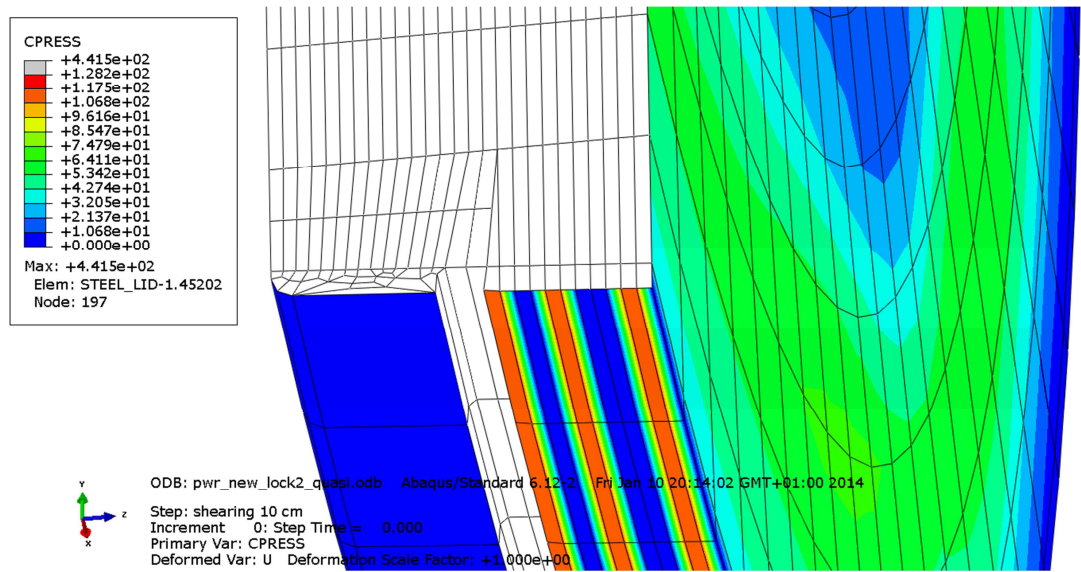 CPRESS
+4.415e+02
+1.282e+02
+1.175e+02
+1.068e+02
+9.616e+01
+8.547e+01
+7.479e+01
+6.411e+01
+5.342e+01
+4.274e+01
+3.205e+01
+2.137e+01
+1.068e+01
+0.000e+00
Max: +4.415e+02
Elem: STEEL_LID-1.45202
Node: 197
ODB: pwr_new_lock2_quasi.odb Abaqus/Standard 6.12-2 Fri Jan 10 20:14:02 GMT+01:00 2014
Y
Z
X
Step: shearing 10 cm
Increment 0: Step Time = 0.000
Primary Var: CPRESS
Deformed Var: U Deformation Scale Factor: +1.000e+00